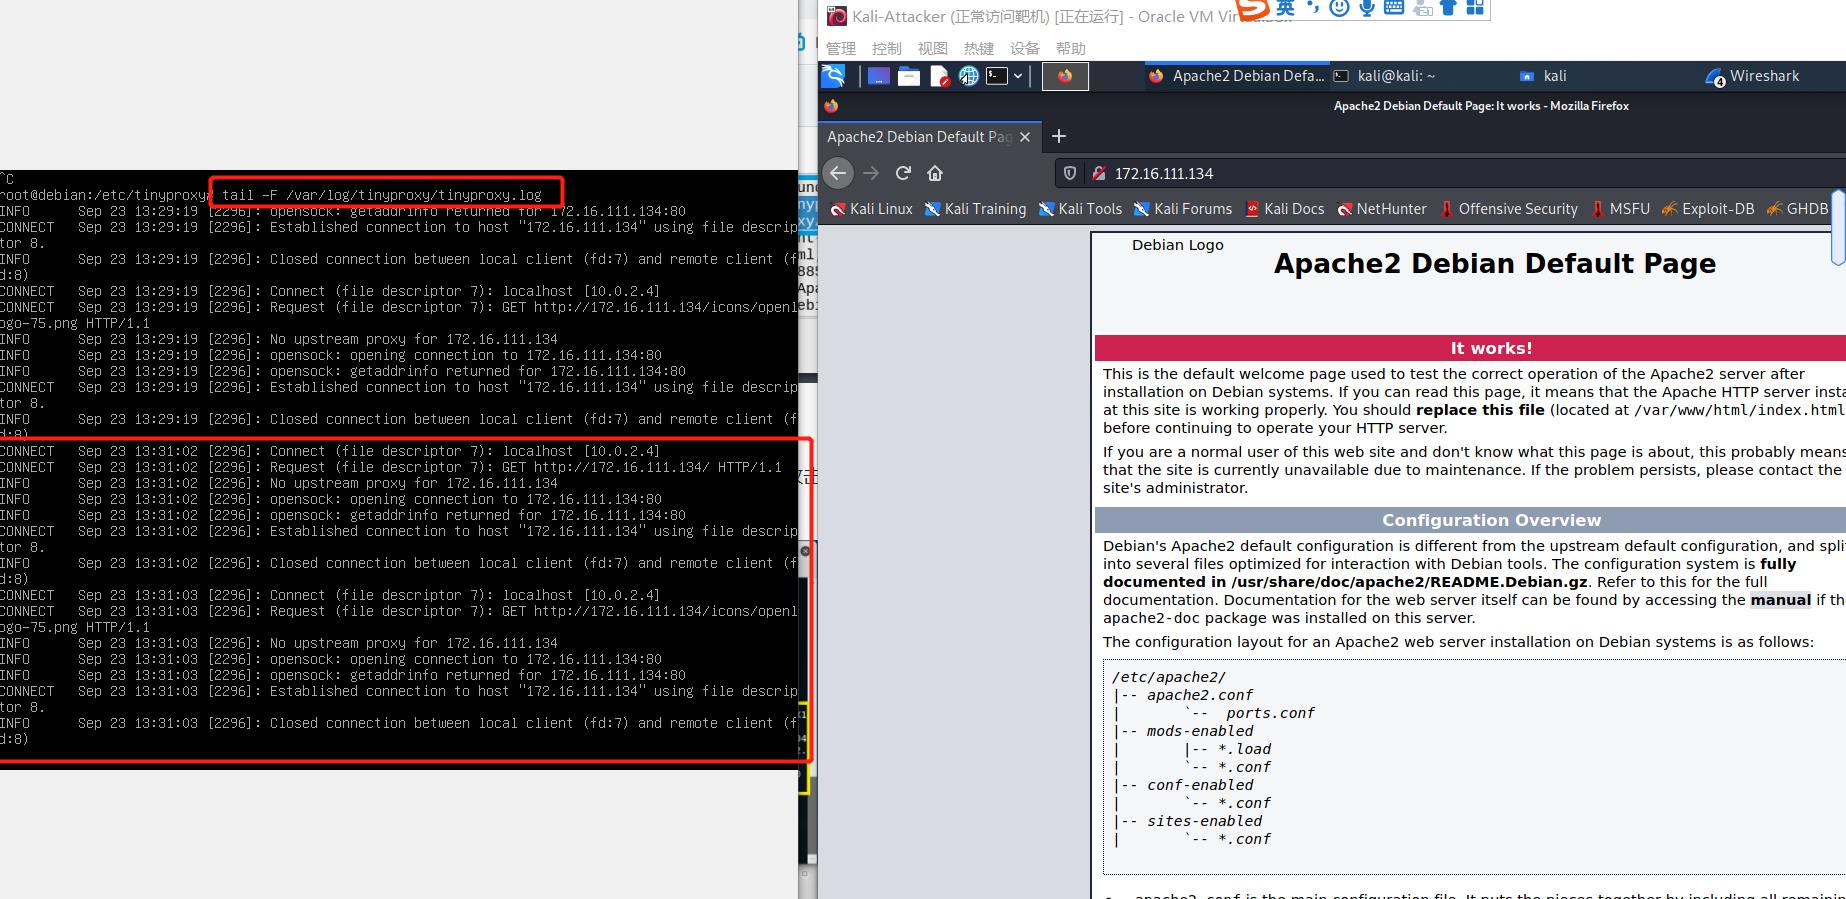 ^C
root@debian:/etc/tinyproxy# tail -F /var/log/tinyproxy/tinyproxy.log
INFO      Sep 23 13:29:19 [2296]: opensock: getaddrinfo returned for 172.16.111.134:80
CONNECT   Sep 23 13:29:19 [2296]: Established connection to host "172.16.111.134" using file descrip
tor 8.
INFO      Sep 23 13:29:19 [2296]: Closed connection between local client (fd:7) and remote client (f
d:8)
CONNECT   Sep 23 13:29:19 [2296]: Connect (file descriptor 7): localhost [10.0.2.4]
CONNECT   Sep 23 13:29:19 [2296]: Request (file descriptor 7): GET http://172.16.111.134/icons/openl
ogo-75.png HTTP/1.1
INFO      Sep 23 13:29:19 [2296]: No upstream proxy for 172.16.111.134
INFO      Sep 23 13:29:19 [2296]: opensock: opening connection to 172.16.111.134:80
INFO      Sep 23 13:29:19 [2296]: opensock: getaddrinfo returned for 172.16.111.134:80
CONNECT   Sep 23 13:29:19 [2296]: Established connection to host "172.16.111.134" using file descrip
tor 8.
INFO      Sep 23 13:29:19 [2296]: Closed connection between local client (fd:7) and remote client (f
d:8)
CONNECT   Sep 23 13:31:02 [2296]: Connect (file descriptor 7): localhost [10.0.2.4]
CONNECT   Sep 23 13:31:02 [2296]: Request (file descriptor 7): GET http://172.16.111.134/ HTTP/1.1
INFO      Sep 23 13:31:02 [2296]: No upstream proxy for 172.16.111.134
INFO      Sep 23 13:31:02 [2296]: opensock: opening connection to 172.16.111.134:80
INFO      Sep 23 13:31:02 [2296]: opensock: getaddrinfo returned for 172.16.111.134:80
CONNECT   Sep 23 13:31:02 [2296]: Established connection to host "172.16.111.134" using file descrip
tor 8.
INFO      Sep 23 13:31:02 [2296]: Closed connection between local client (fd:7) and remote client (f
d:8)
CONNECT   Sep 23 13:31:03 [2296]: Connect (file descriptor 7): localhost [10.0.2.4]
CONNECT   Sep 23 13:31:03 [2296]: Request (file descriptor 7): GET http://172.16.111.134/icons/openl
ogo-75.png HTTP/1.1
INFO      Sep 23 13:31:03 [2296]: No upstream proxy for 172.16.111.134
INFO      Sep 23 13:31:03 [2296]: opensock: opening connection to 172.16.111.134:80
INFO      Sep 23 13:31:03 [2296]: opensock: getaddrinfo returned for 172.16.111.134:80
CONNECT   Sep 23 13:31:03 [2296]: Established connection to host "172.16.111.134" using file descrip
tor 8.
INFO      Sep 23 13:31:03 [2296]: Closed connection between local client (fd:7) and remote client (f
d:8)
Kali-Attacker (正常访问靶机) [正在运行] - Oracle VM
英
管理 控制 视图 热键 设备 帮助
Apache2 Debian Defa... kali@kali: ~ kali 4 Wireshark
Apache2 Debian Default Page: It works - Mozilla Firefox
Apache2 Debian Default Pag
172.16.111.134
Kali Linux Kali Training Kali Tools Kali Forums Kali Docs NetHunter Offensive Security MSFU Exploit-DB GHDB
Debian Logo
Apache2 Debian Default Page
It works!
This is the default welcome page used to test the correct operation of the Apache2 server after
installation on Debian systems. If you can read this page, it means that the Apache HTTP server insta
at this site is working properly. You should replace this file (located at /var/www/html/index.html
before continuing to operate your HTTP server.
If you are a normal user of this web site and don't know what this page is about, this probably means
that the site is currently unavailable due to maintenance. If the problem persists, please contact the
site's administrator.
Configuration Overview
Debian's Apache2 default configuration is different from the upstream default configuration, and split
into several files optimized for interaction with Debian tools. The configuration system is fully
documented in /usr/share/doc/apache2/README.Debian.gz. Refer to this for the full
documentation. Documentation for the web server itself can be found by accessing the manual if the
apache2-doc package was installed on this server.
The configuration layout for an Apache2 web server installation on Debian systems is as follows:
/etc/apache2/
|-- apache2.conf
|       `--  ports.conf
|-- mods-enabled
|       |-- *.load
|       `-- *.conf
|-- conf-enabled
|       `-- *.conf
|-- sites-enabled
|       `-- *.conf